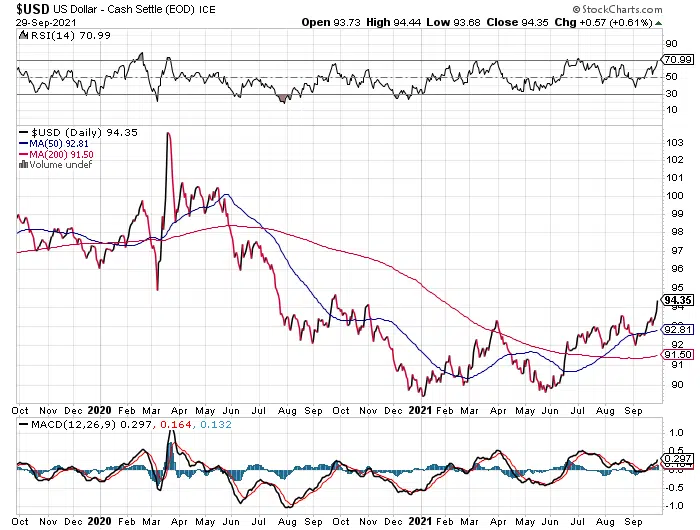 $USD US Dollar - Cash Settle (EOD) ICE
© StockCharts.com
29-Sep-2021
Open 93.73 High 94.44 Low 93.68 Close 94.35 Chg +0.57 (+0.61%)
RSI(14) 70.99
90
70.99
50
30
10
$USD (Daily) 94.35
MA(50) 92.81
MA(200) 91.50
Volume undef
103
102
101
100
99
98
97
96
95
94.35
94
92.81
92
91.50
91
90
Oct Nov Dec 2020 Feb Mar Apr May Jun Jul Aug Sep Oct Nov Dec 2021 Feb Mar Apr May Jun Jul Aug Sep
MACD(12,26,9) 0.297, 0.164, 0.132
1.0
0.5
0.297
-0.5
-1.0
Oct Nov Dec 2020 Feb Mar Apr May Jun Jul Aug Sep Oct Nov Dec 2021 Feb Mar Apr May Jun Jul Aug Sep